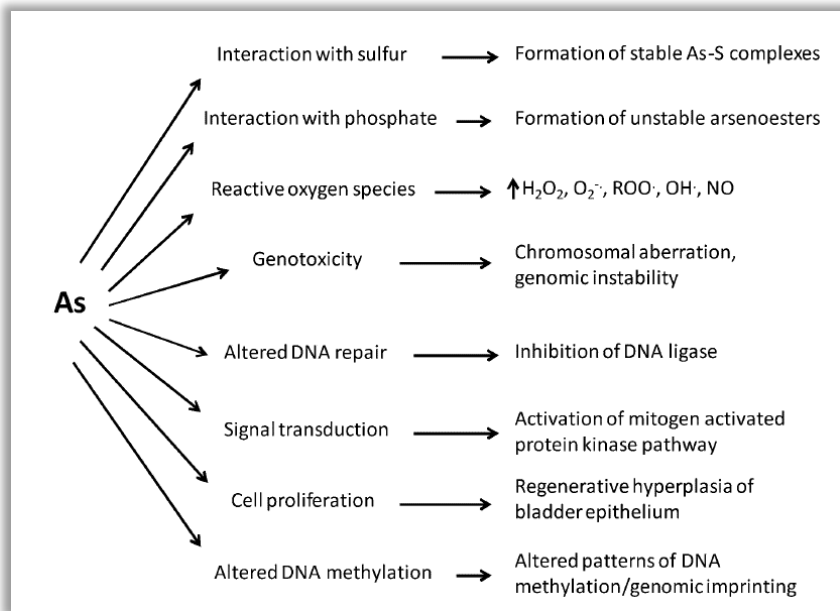 Interaction with sulfur
Formation of stable As-S complexes
Interaction with phosphate
Formation of unstable arsenoesters
Reactive oxygen species
↑H₂O₂, O₂⁻·, ROO·, OH·, NO
Genotoxicity
Chromosomal aberration,
genomic instability
As
Altered DNA repair
Inhibition of DNA ligase
Signal transduction
Activation of mitogen activated
protein kinase pathway
Cell proliferation
Regenerative hyperplasia of
bladder epithelium
Altered DNA methylation
Altered patterns of DNA
methylation/genomic imprinting